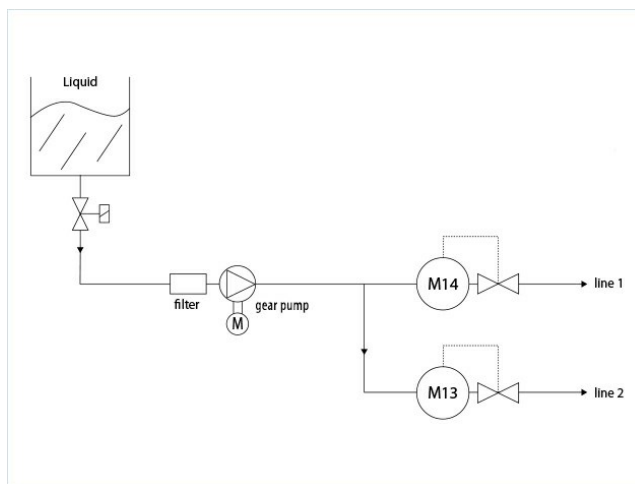 Liquid
filter
gear pump
M
M14
line 1
M13
line 2